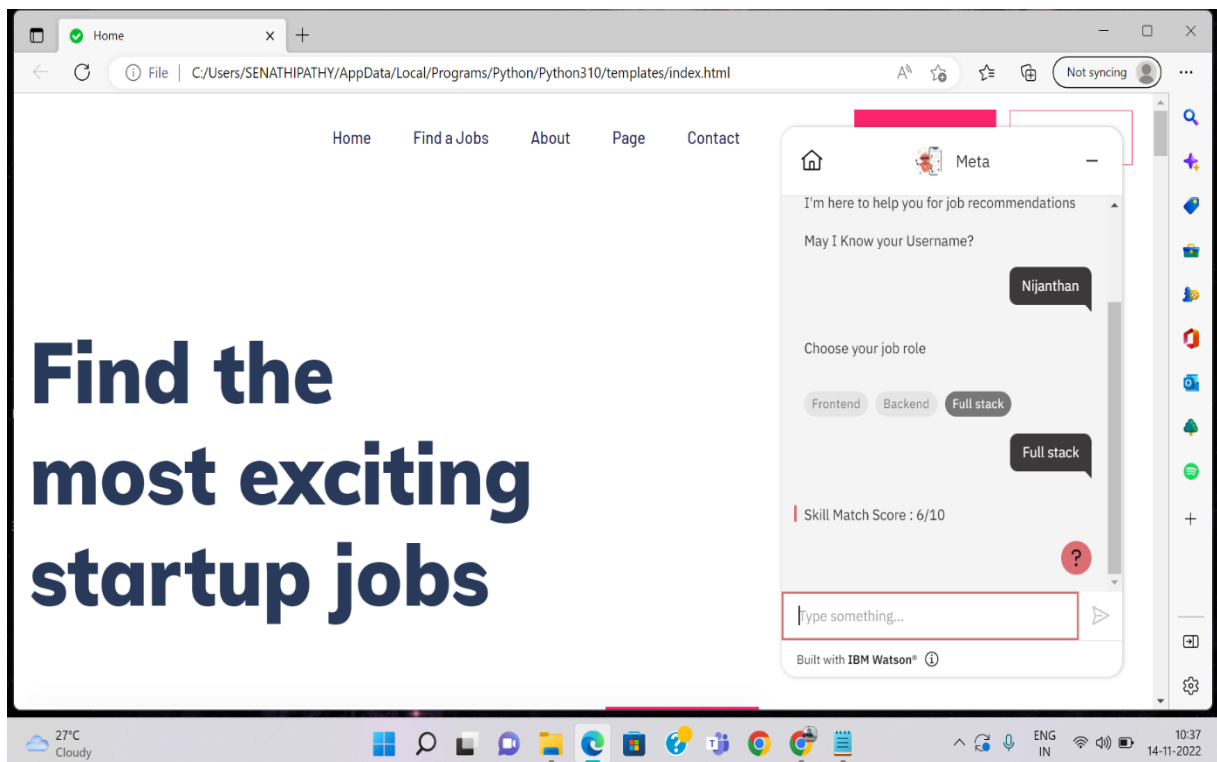 Home
File | C:/Users/SENATHIPATHY/AppData/Local/Programs/Python/Python310/templates/index.html
Not syncing
Home Find a Jobs About Page Contact
Find the
most exciting
startup jobs
Meta
I'm here to help you for job recommendations
May I Know your Username?
Nijanthan
Choose your job role
Frontend Backend Full stack
Full stack
Skill Match Score : 6/10
?
Type something...
Built with IBM Watson®
27°C
Cloudy
ENG
IN
10:37
14-11-2022